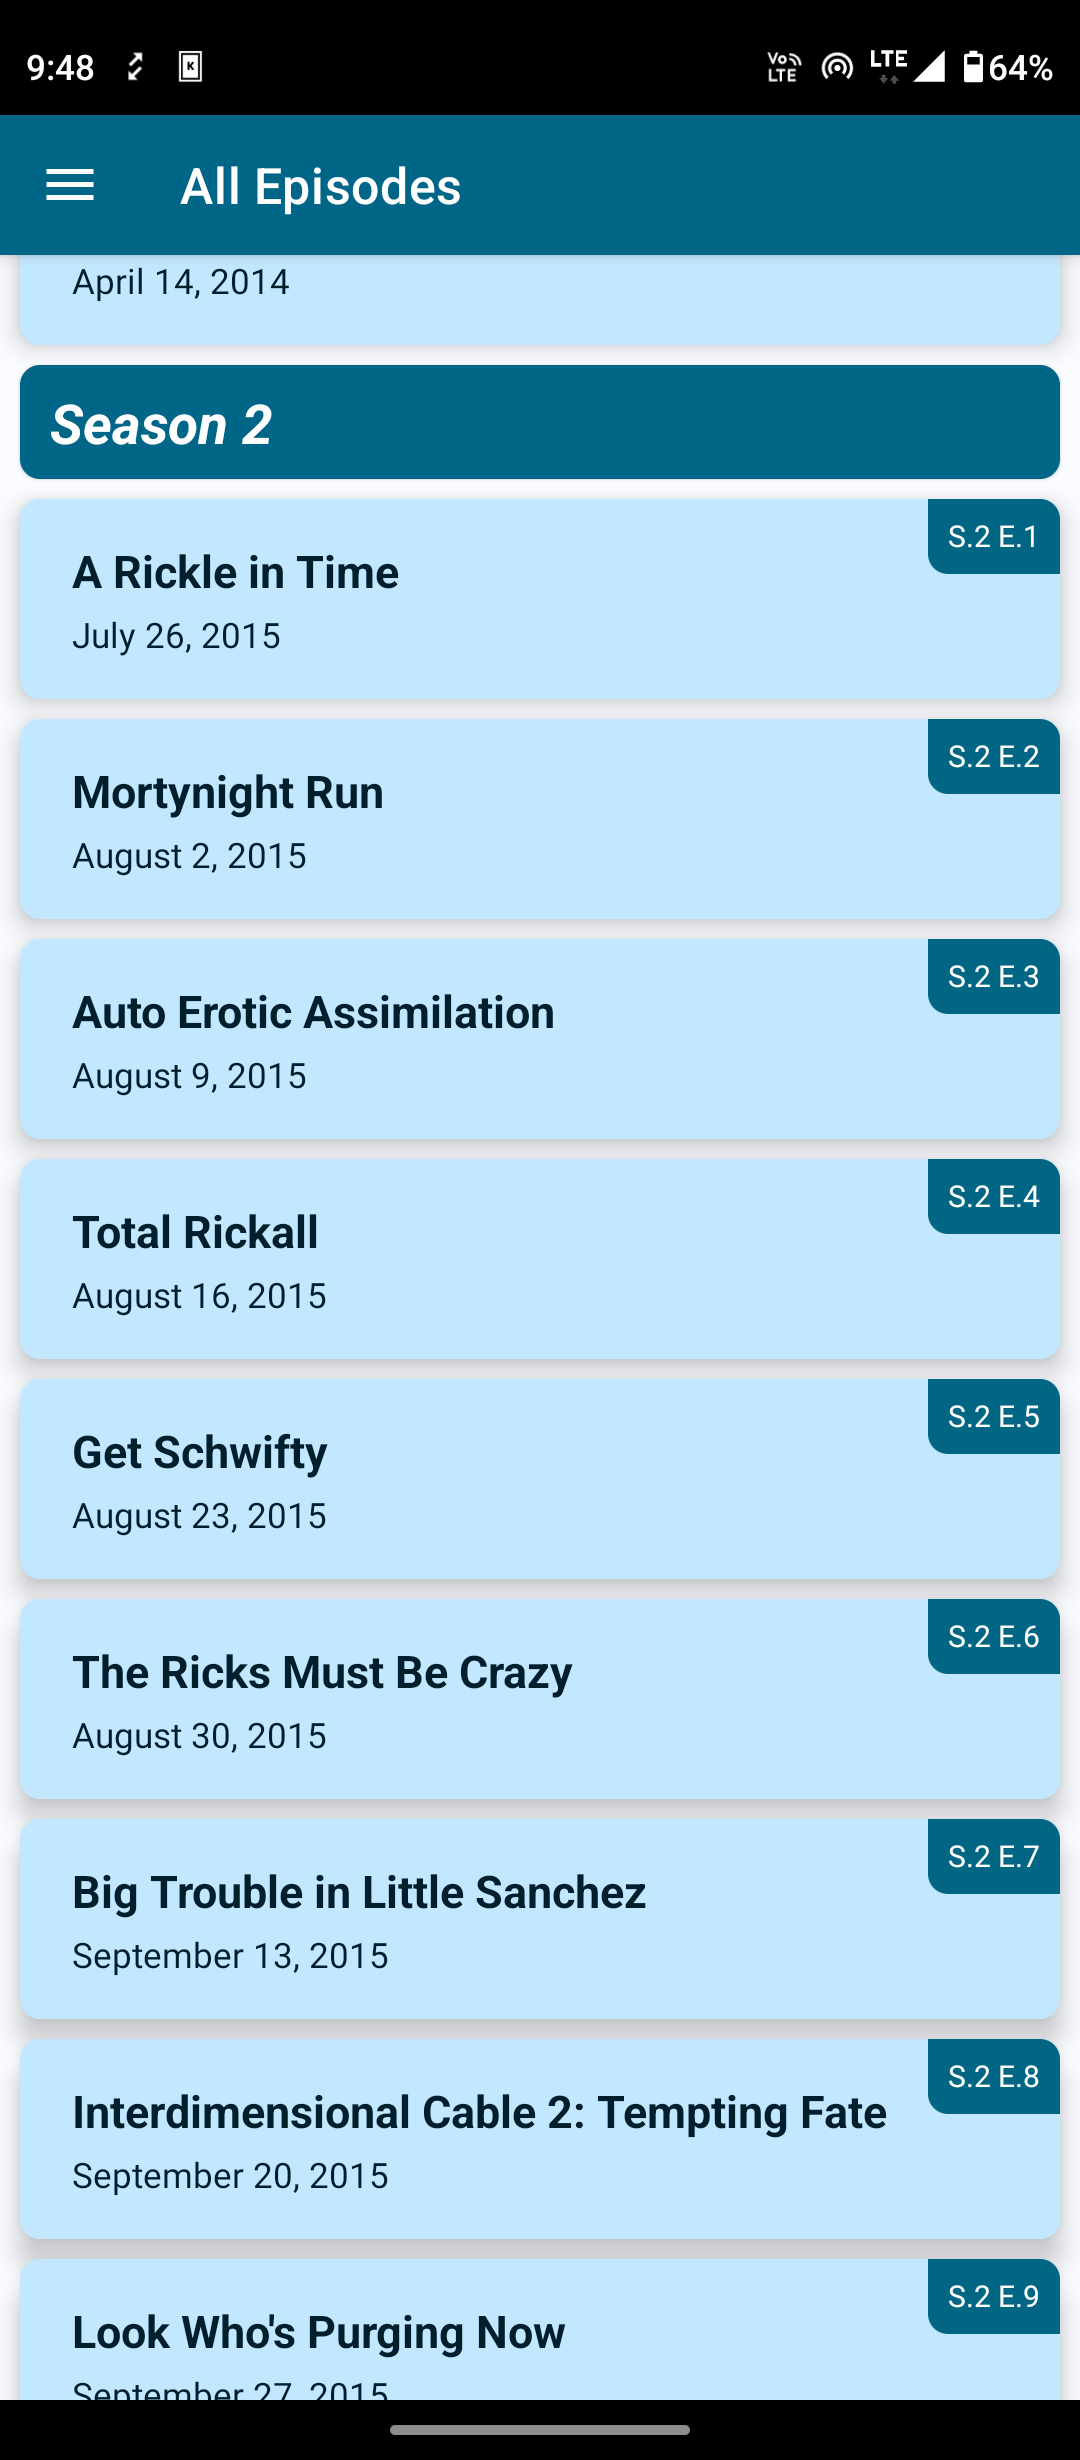 9:48
K
Vo LTE
LTE
64%
All Episodes
April 14, 2014
Season 2
S.2 E.1
A Rickle in Time
July 26, 2015
S.2 E.2
Mortynight Run
August 2, 2015
S.2 E.3
Auto Erotic Assimilation
August 9, 2015
S.2 E.4
Total Rickall
August 16, 2015
S.2 E.5
Get Schwifty
August 23, 2015
S.2 E.6
The Ricks Must Be Crazy
August 30, 2015
S.2 E.7
Big Trouble in Little Sanchez
September 13, 2015
S.2 E.8
Interdimensional Cable 2: Tempting Fate
September 20, 2015
S.2 E.9
Look Who's Purging Now
September 27, 2015